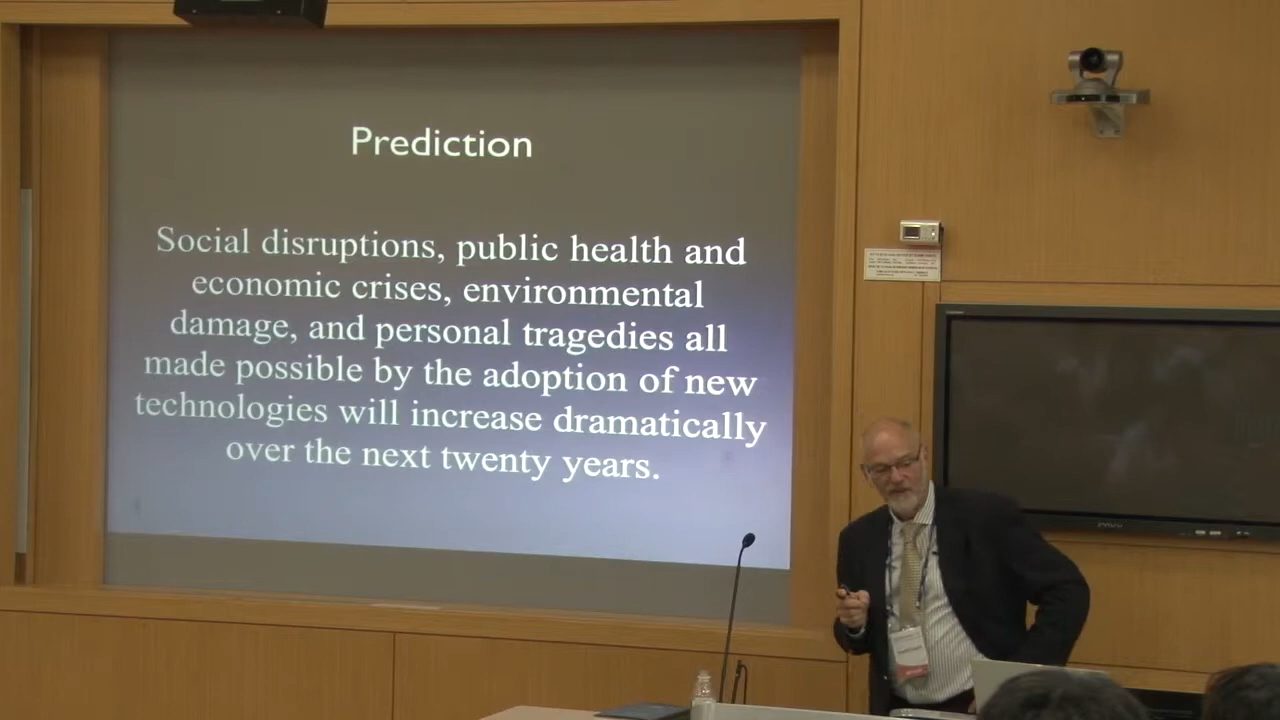 Prediction
Social disruptions, public health and
economic crises, environmental
damage, and personal tragedies all
made possible by the adoption of new
technologies will increase dramatically
over the next twenty years.